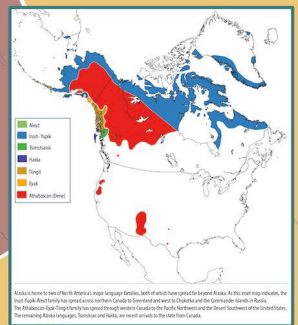 Aleut
Inuit- Yupik
Tsimshianic
Haida
Tlingit
Eyak
Athabascan (Dene)
Alaska is home to two of North America's major language families, both of which have spread far beyond Alaska. As this inset map indicates, the
Inuit-Yupik-Aleut family has spread across northern Canada to Greenland and west to Chukotka and the Commander Islands in Russia.
The Athabascan-Eyak-Tlingit family has spread through western Canada to the Pacific Northwest and the Desert Southwest of the United States.
The remaining Alaska languages, Tsimshian and Haida, are recent arrivals to the state from Canada.